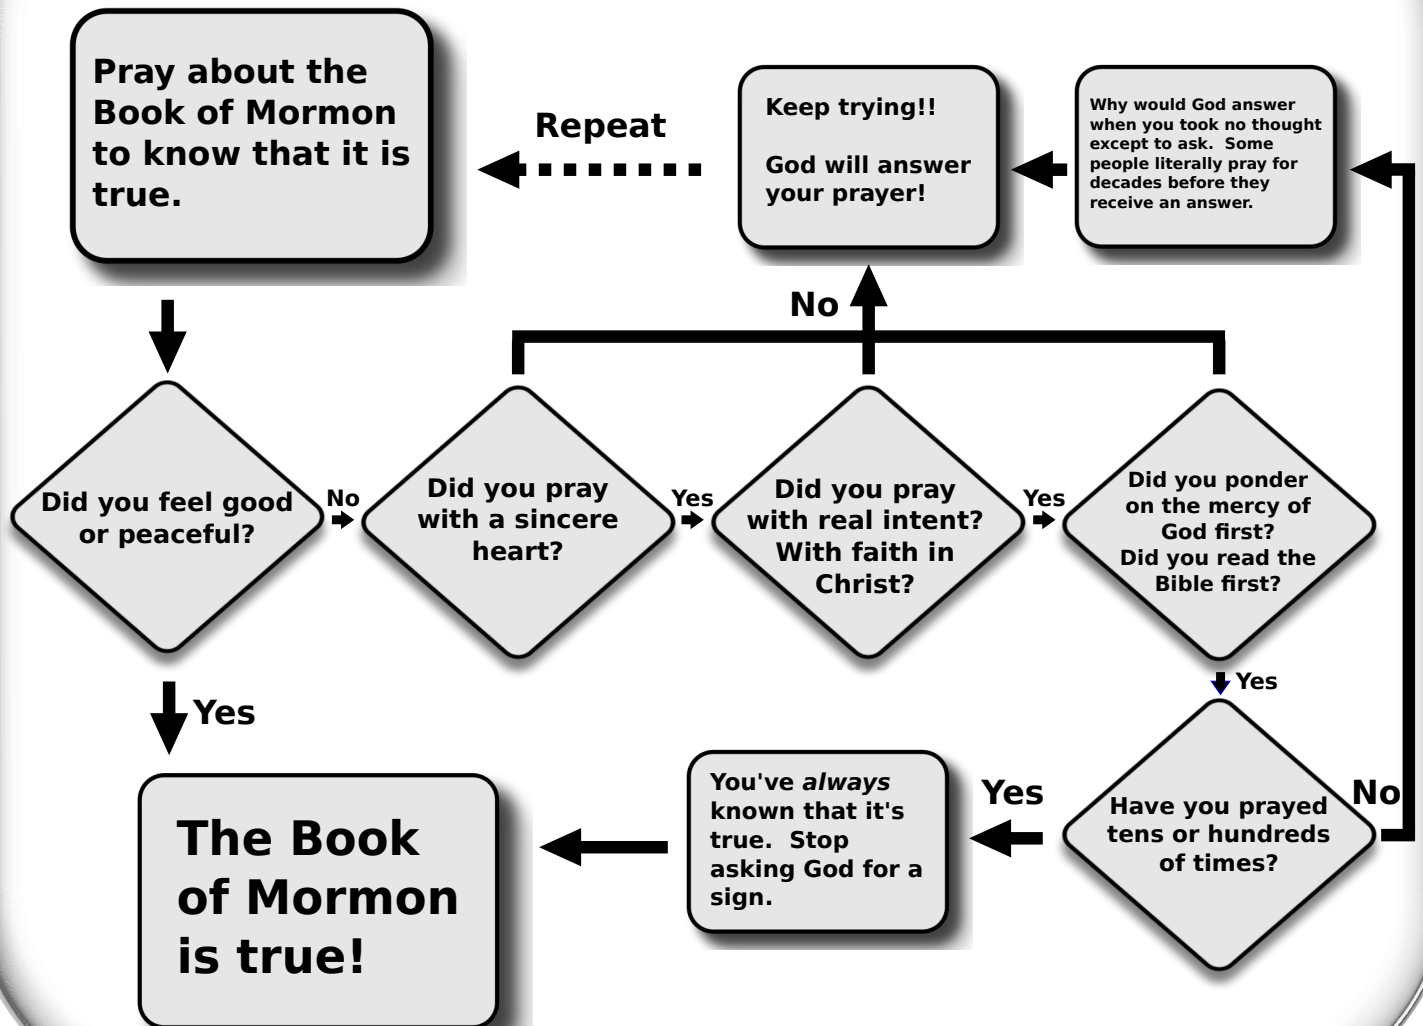 Pray about the
Book of Mormon
to know that it is
true.
Repeat
Keep trying!!
God will answer
your prayer!
Why would God answer
when you took no thought
except to ask.  Some
people literally pray for
decades before they
receive an answer.
No
Did you feel good
or peaceful?
No
Did you pray
with a sincere
heart?
Yes
Did you pray
with real intent?
With faith in
Christ?
Yes
Did you ponder
on the mercy of
God first?
Did you read the
Bible first?
Yes
Yes
Have you prayed
tens or hundreds
of times?
No
Yes
You've always
known that it's
true.  Stop
asking God for a
sign.
The Book
of Mormon
is true!